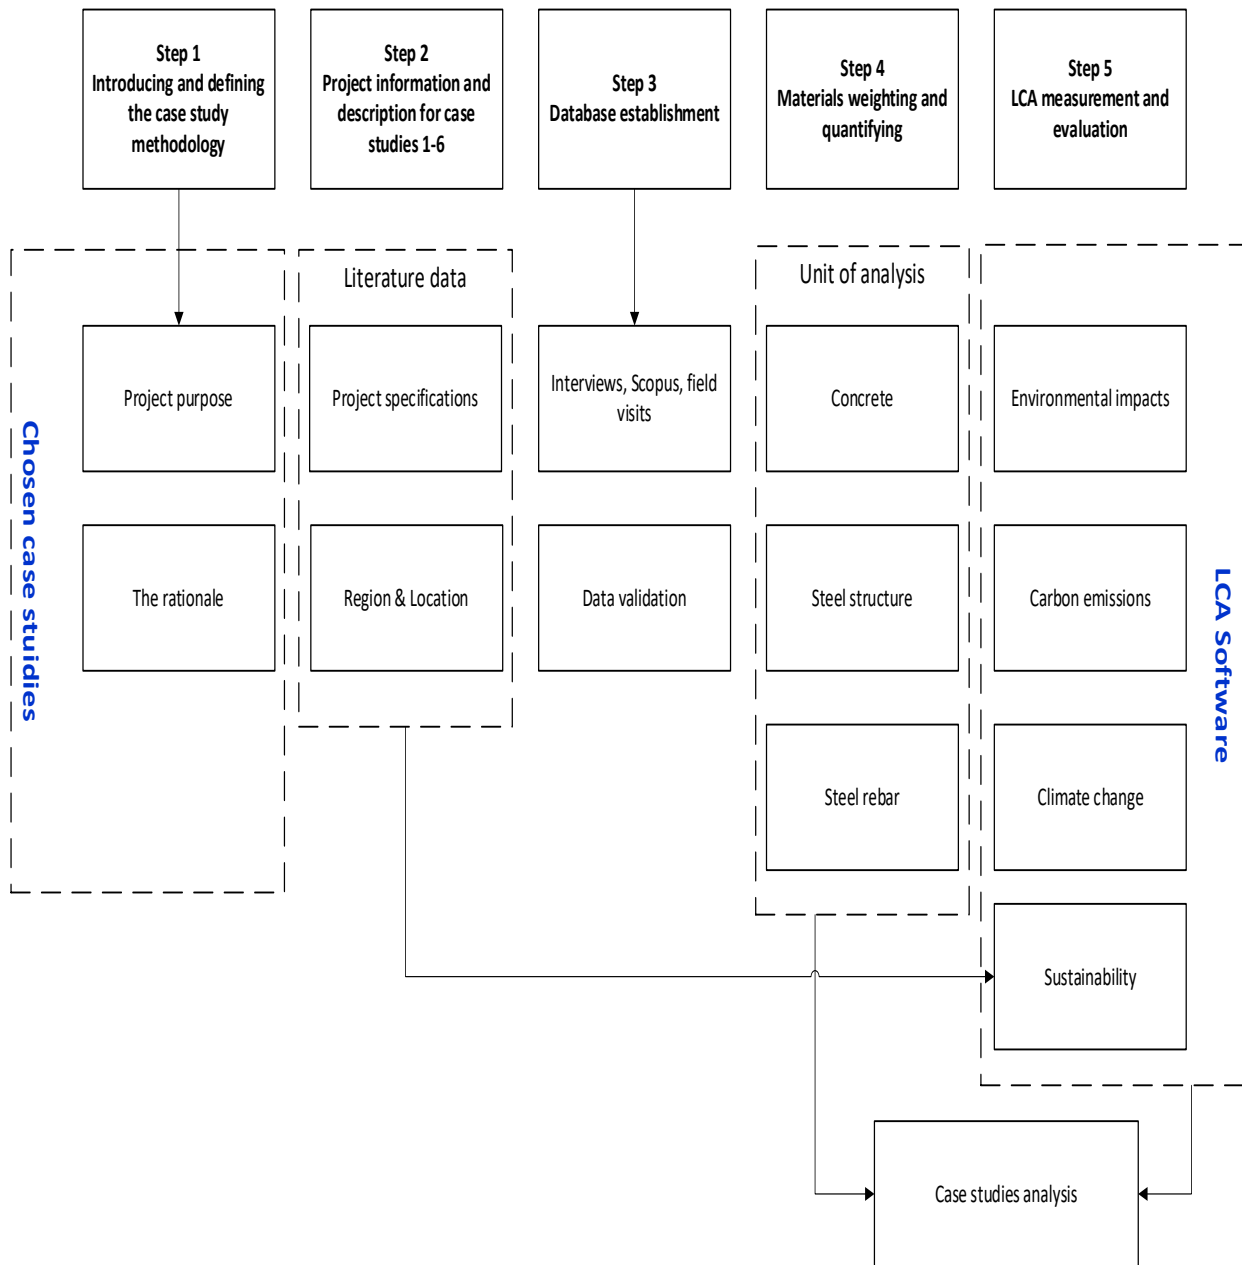 Step 1
Introducing and defining
the case study
methodology
Step 2
Project information and
description for case
studies 1-6
Step 3
Database establishment
Step 4
Materials weighting and
quantifying
Step 5
LCA measurement and
evaluation
Chosen case stuidies
Project purpose
The rationale
Literature data
Project specifications
Region & Location
Interviews, Scopus, field
visits
Data validation
Unit of analysis
Concrete
Steel structure
Steel rebar
Environmental impacts
Carbon emissions
Climate change
Sustainability
LCA Software
Case studies analysis